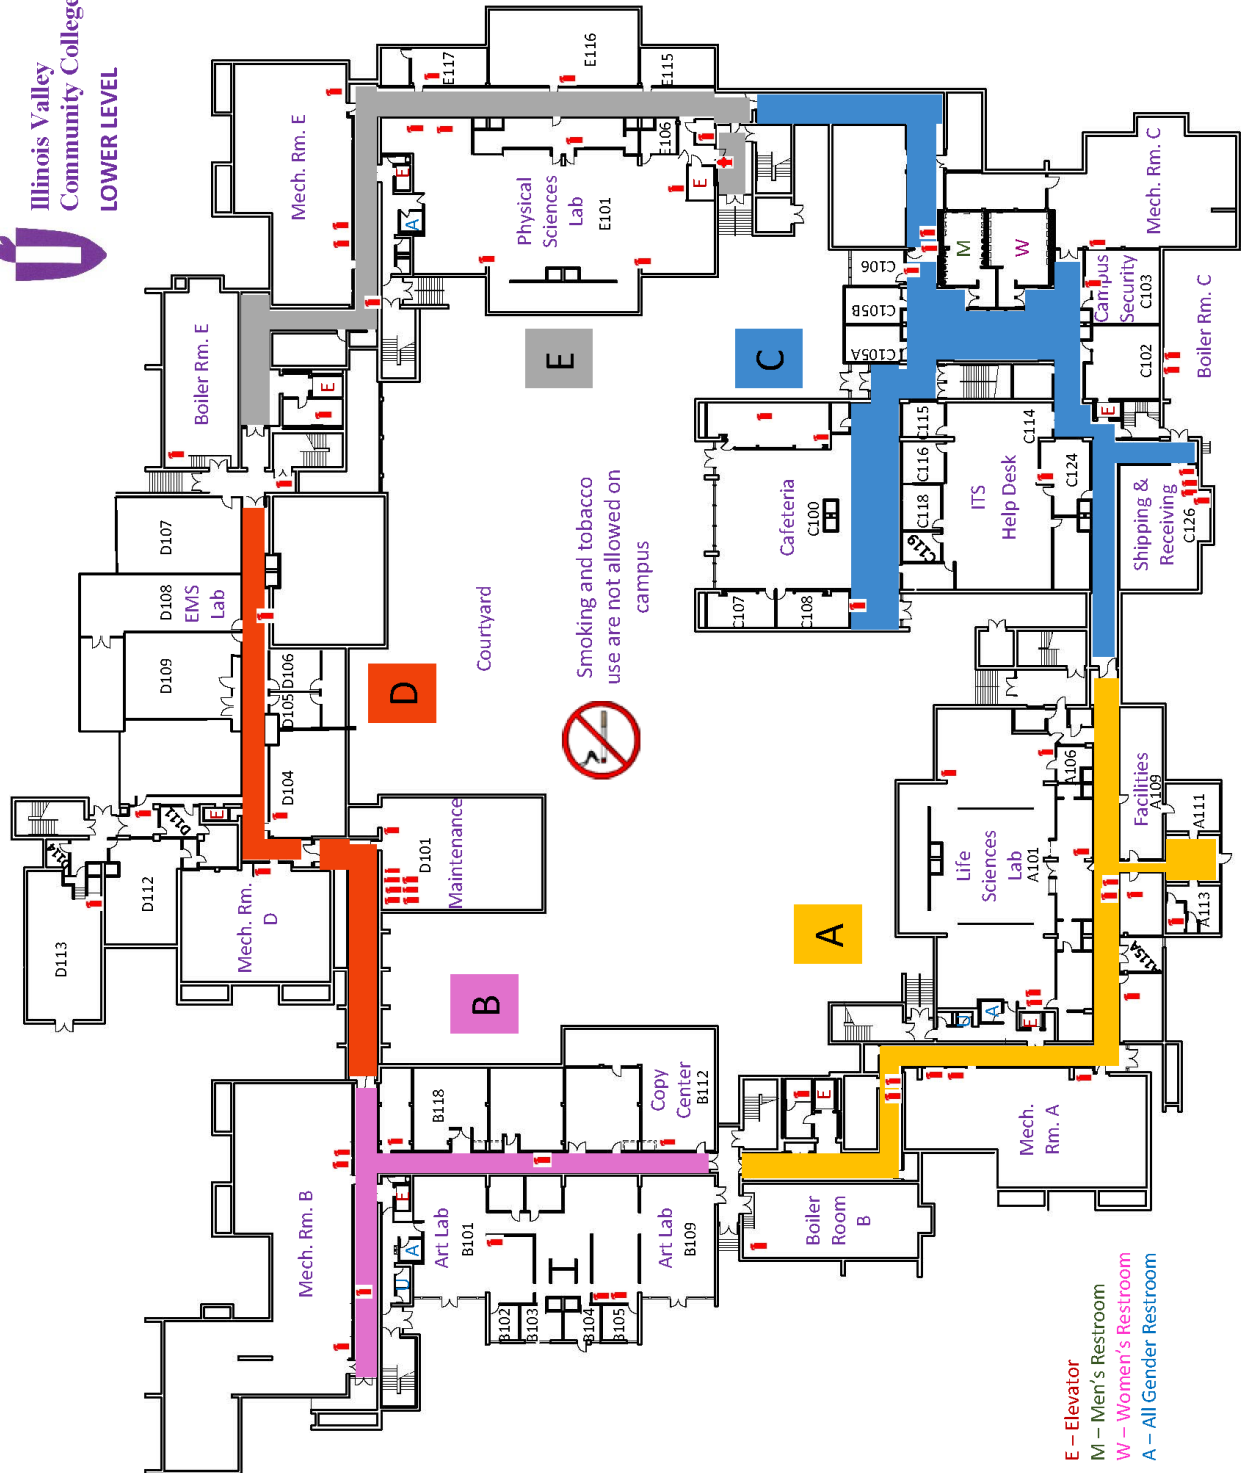 Illinois Valley
Community College
LOWER LEVEL
Mech. Rm. E
E117
E116
E115
E106
E
A
Physical
Sciences
Lab
E101
E
Boiler Rm. E
E
E
D107
D108
EMS
Lab
D109
D106
D105
D104
D
D111
E
D114
D112
D113
Mech. Rm.
D
D101
Maintenance
Courtyard
Smoking and tobacco
use are not allowed on
campus
C
C106
C105B
C105A
M
W
Mech. Rm. C
Campus
Security
C103
C102
Boiler Rm. C
E
C115
C116
C118
C119
C114
ITS
Help Desk
C124
Cafeteria
C100
C107
C108
Shipping &
Receiving
C126
A
Life
Sciences
Lab
A101
A106
Facilities
A109
A111
A113
A115A
U
A
E
Mech.
Rm. A
E
Boiler
Room
B
B
B118
Copy
Center
B112
Mech. Rm. B
E
A
U
Art Lab
B101
Art Lab
B109
B102
B103
B104
B105
E – Elevator
M – Men's Restroom
W – Women's Restroom
A – All Gender Restroom